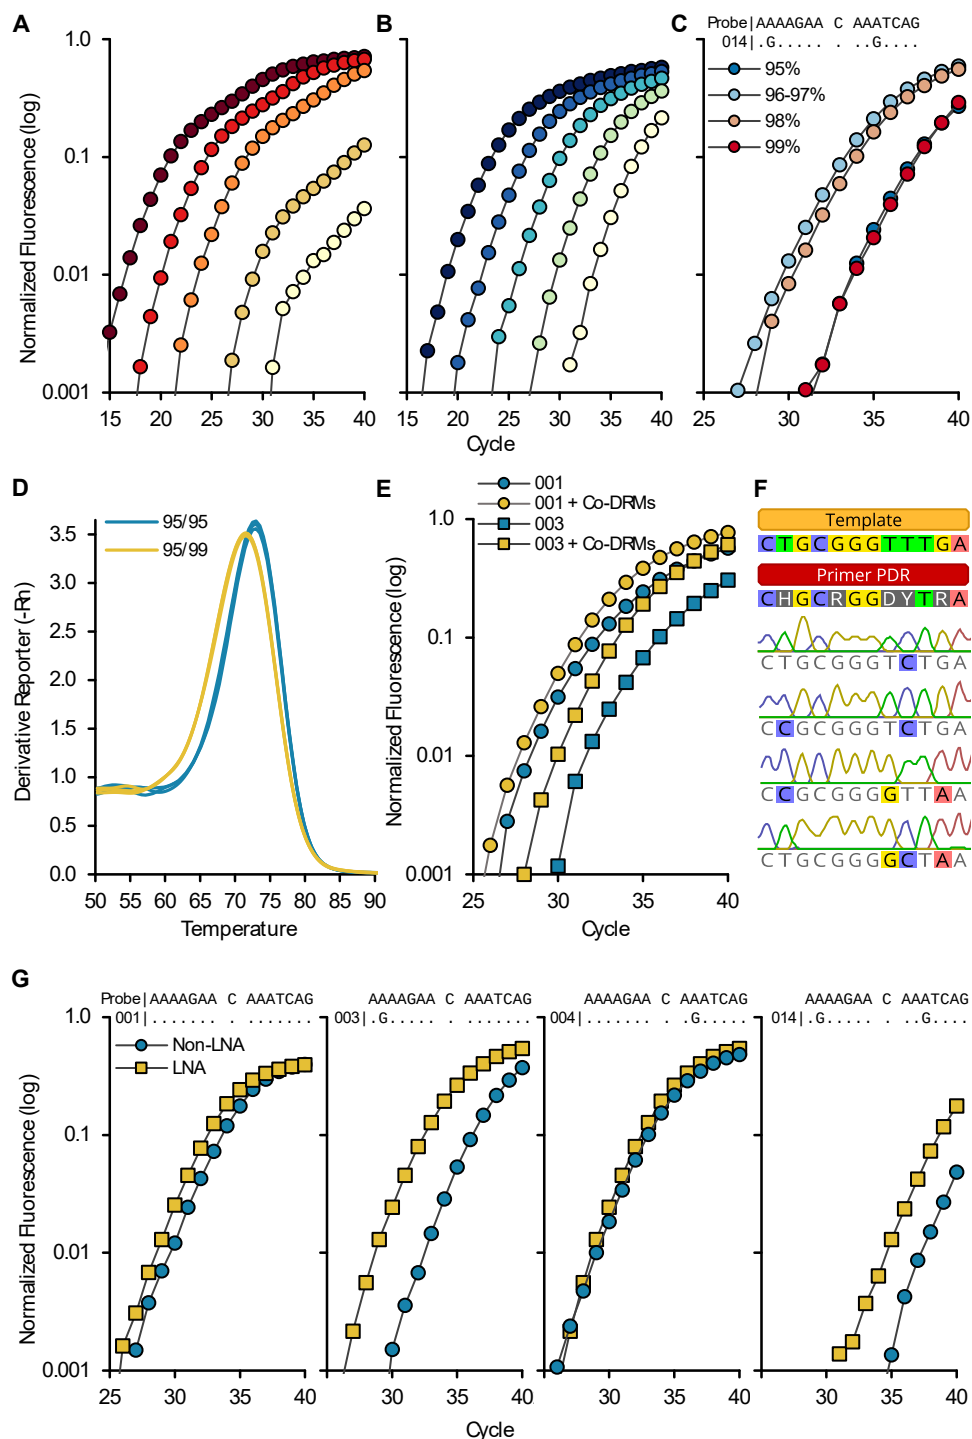 A
B
C
Probe|AAAAGAA C AAATCAG
014|.G..... . ..G....
95%
96-97%
98%
99%
Normalized Fluorescence (log)
1.0
0.1
0.01
0.001
15 20 25 30 35 40
15 20 25 30 35 40
25 30 35 40
Cycle
D
95/95
95/99
Derivative Reporter (-Rn)
3.5
3.0
2.5
2.0
1.5
1.0
0.5
0.0
50 55 60 65 70 75 80 85 90
Temperature
E
001
001 + Co-DRMs
003
003 + Co-DRMs
Normalized Fluorescence (log)
1.0
0.1
0.01
0.001
25 30 35 40
Cycle
F
Template
CTGCGGGTTTGA
Primer PDR
CHGCRGGDYTRA
CTGCGGGTCTGA
CCGCGGGTCTGA
CCGCGGGGTTAA
CTGCGGGGCTAA
G
Probe|AAAAGAA C AAATCAG AAAAGAA C AAATCAG AAAAGAA C AAATCAG AAAAGAA C AAATCAG
001|....... . ....... 003|.G..... . ....... 004|....... . ..G.... 014|.G..... . ..G....
Non-LNA
LNA
Normalized Fluorescence (log)
1.0
0.1
0.01
0.001
25 30 35 40
30 35 40
30 35 40
30 35 40
Cycle